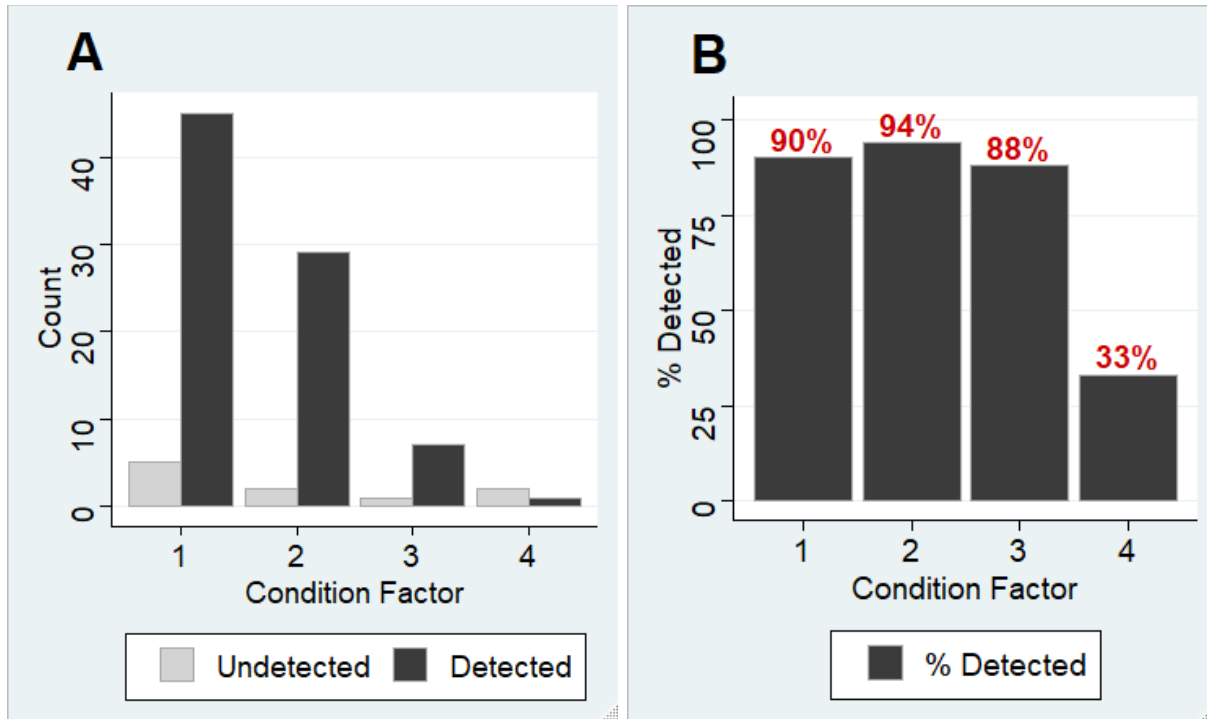 A
Count
40
30
20
10
0
1 2 3 4
Condition Factor
Undetected Detected
B
% Detected
100
75
50
25
0
90% 94% 88% 33%
1 2 3 4
Condition Factor
% Detected